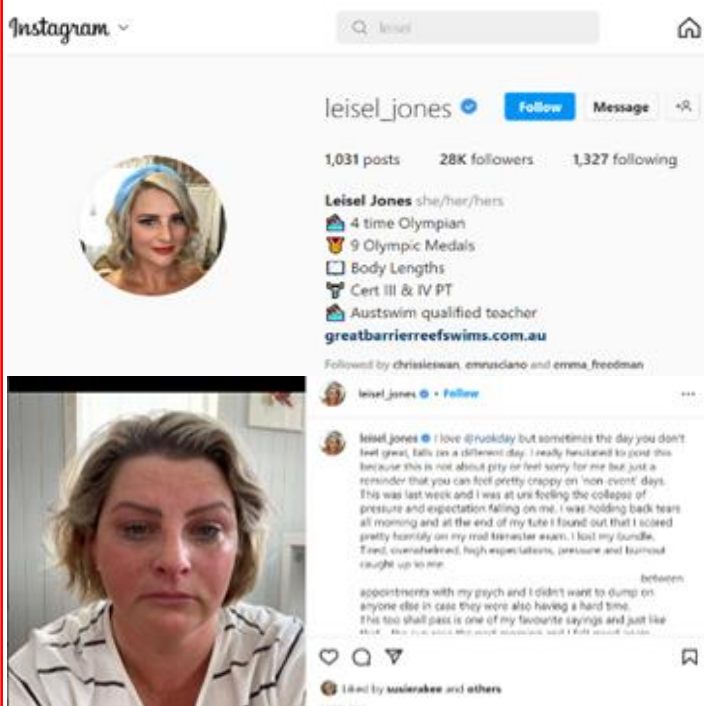 Instagram
leisel
leisel_jones Follow Message
1,031 posts 28K followers 1,327 following
Leisel Jones she/her/hers
4 time Olympian
9 Olympic Medals
Body Lengths
Cert III & IV PT
Austswim qualified teacher
greatbarrierreefswims.com.au
Followed by chrissieswan, emrusciano and emma_freedman
leisel_jones • Follow
leisel_jones I love @ruokday but sometimes the day you don't
feel great, falls on a different day. I really hesitated to post this
because this is not about pity or feel sorry for me but just a
reminder that you can feel pretty crappy on 'non-event' days.
This was last week and I was at uni feeling the collapse of
pressure and expectation falling on me. I was holding back tears
all morning and at the end of my tute I found out that I scored
pretty horribly on my mid trimester exam. I lost my bundle.
Tired, overwhelmed, high expectations, pressure and burnout
caught up to me.
between
appointments with my psych and I didn't want to dump on
anyone else in case they were also having a hard time.
This too shall pass is one of my favourite sayings and just like
Liked by susierakee and others